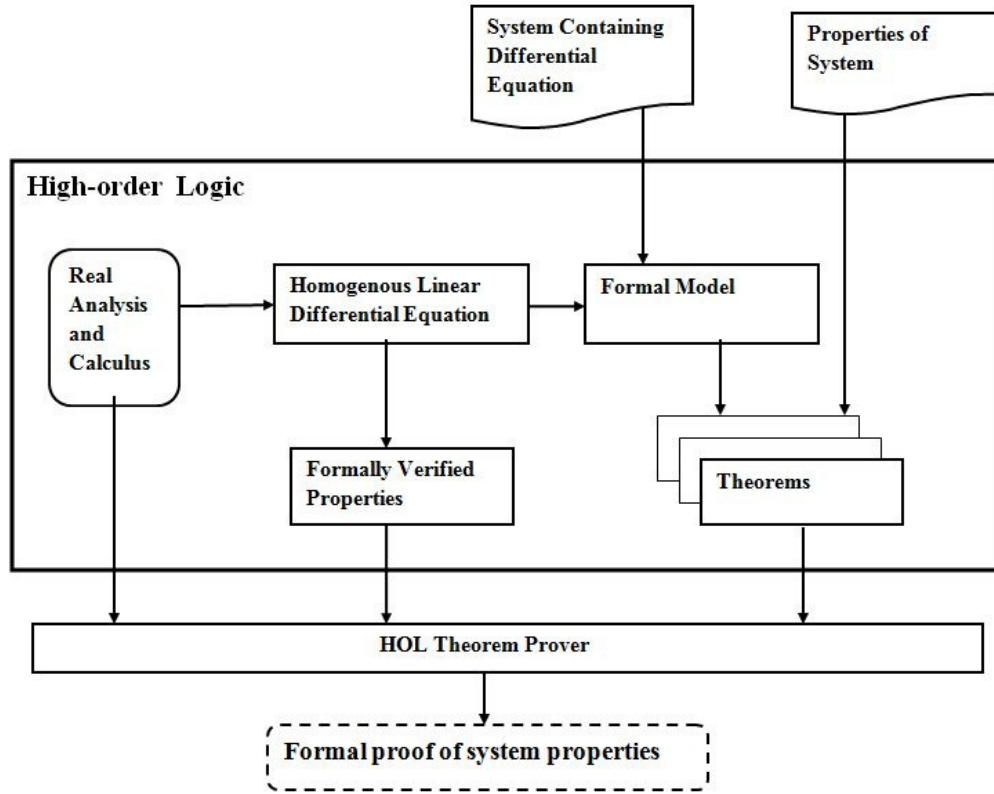 System Containing
Differential
Equation
Properties of
System
High-order Logic
Real
Analysis
and
Calculus
Homogenous Linear
Differential Equation
Formal Model
Formally Verified
Properties
Theorems
HOL Theorem Prover
Formal proof of system properties